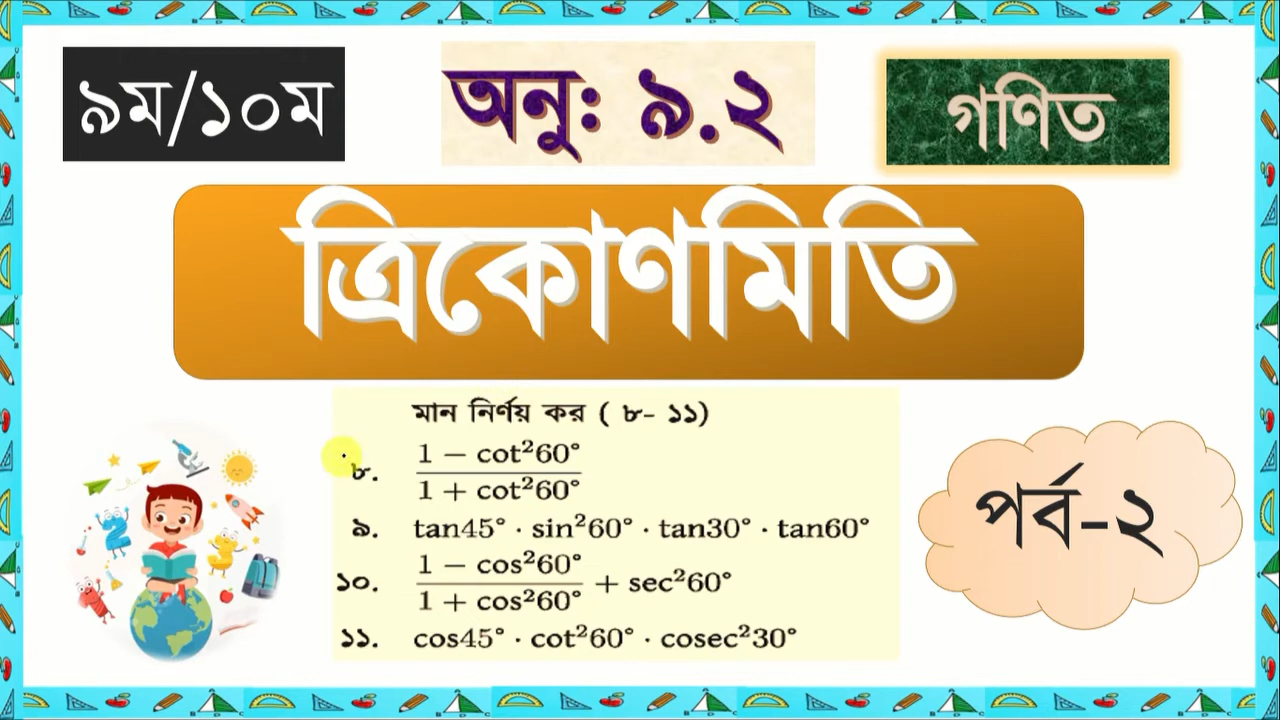 ৯ম/১০ম
অনুঃ ৯.২
গণিত
ত্রিকোণমিতি
মান নির্ণয় কর ( ৮- ১১)
৮. (1 − cot²60°)/(1 + cot²60°)
৯. tan45° · sin²60° · tan30° · tan60°
১০. (1 − cos²60°)/(1 + cos²60°) + sec²60°
১১. cos45° · cot²60° · cosec²30°
পর্ব-২